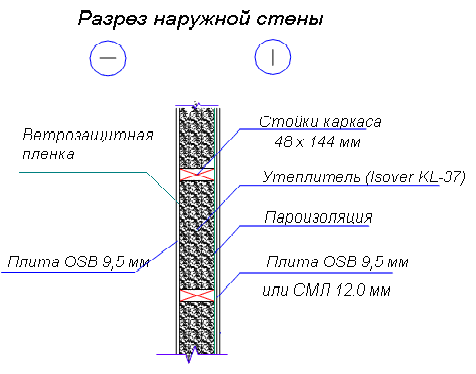 Разрез наружной стены
Стойки каркаса
48 х 144 мм
Ветрозащитная
пленка
Утеплитель (Isover KL-37)
Пароизоляция
Плита OSB 9,5 мм
Плита OSB 9,5 мм
или СМЛ 12.0 мм